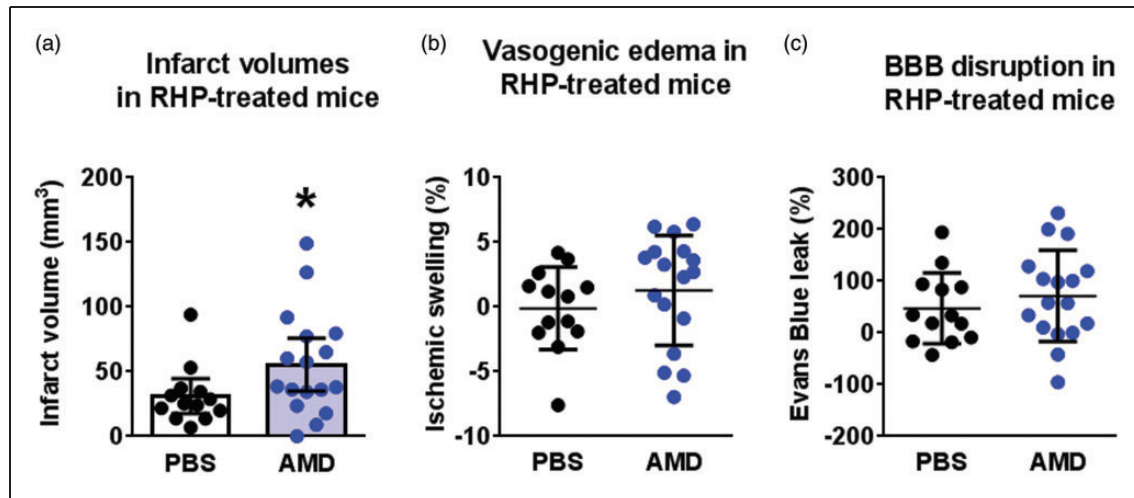 (a)
Infarct volumes
in RHP-treated mice
Infarct volume (mm³)
200
150
100
50
0
*
PBS AMD
(b)
Vasogenic edema in
RHP-treated mice
Ischemic swelling (%)
10
5
0
-5
-10
PBS AMD
(c)
BBB disruption in
RHP-treated mice
Evans Blue leak (%)
300
200
100
0
-100
-200
PBS AMD